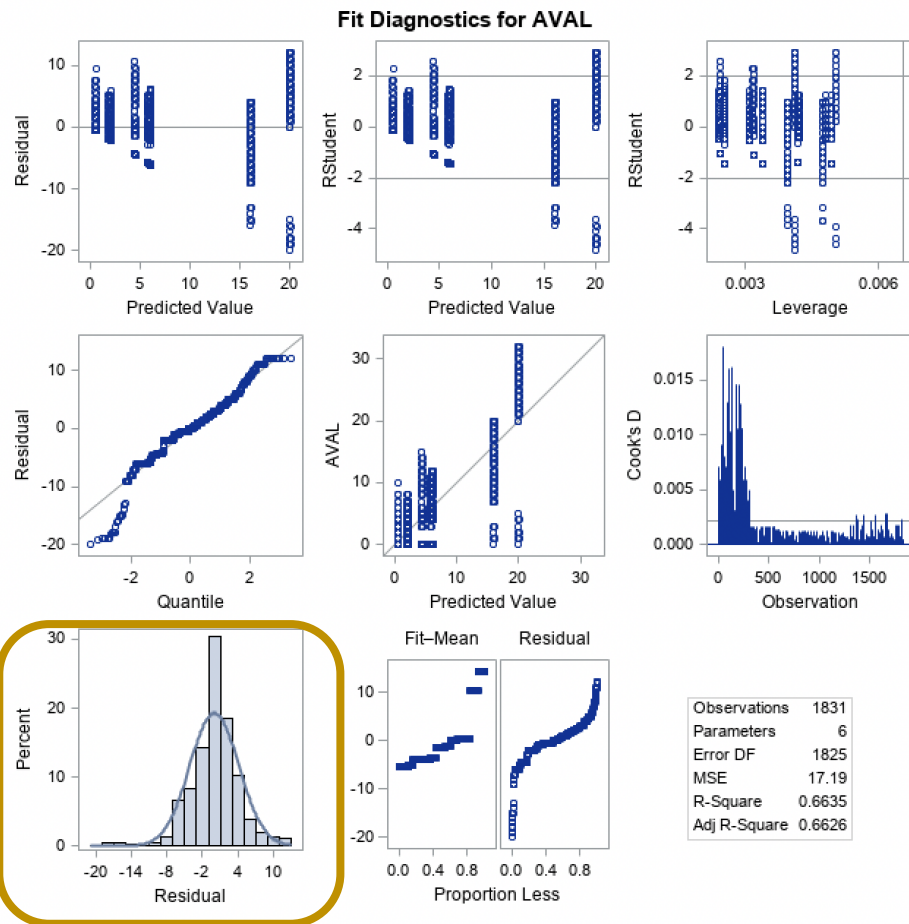 Fit Diagnostics for AVAL
10
0
-10
-20
Residual
0 5 10 15 20
Predicted Value
2
0
-2
-4
RStudent
0 5 10 15 20
Predicted Value
2
0
-2
-4
RStudent
0.003 0.006
Leverage
10
0
-10
-20
Residual
-2 0 2
Quantile
30
20
10
0
AVAL
0 10 20 30
Predicted Value
0.015
0.010
0.005
0.000
Cook's D
0 500 1000 1500
Observation
30
20
10
0
Percent
-20 -14 -8 -2 4 10
Residual
Fit–Mean Residual
10
0
-10
-20
0.0 0.4 0.8 0.0 0.4 0.8
Proportion Less
Observations 1831
Parameters 6
Error DF 1825
MSE 17.19
R-Square 0.6635
Adj R-Square 0.6626